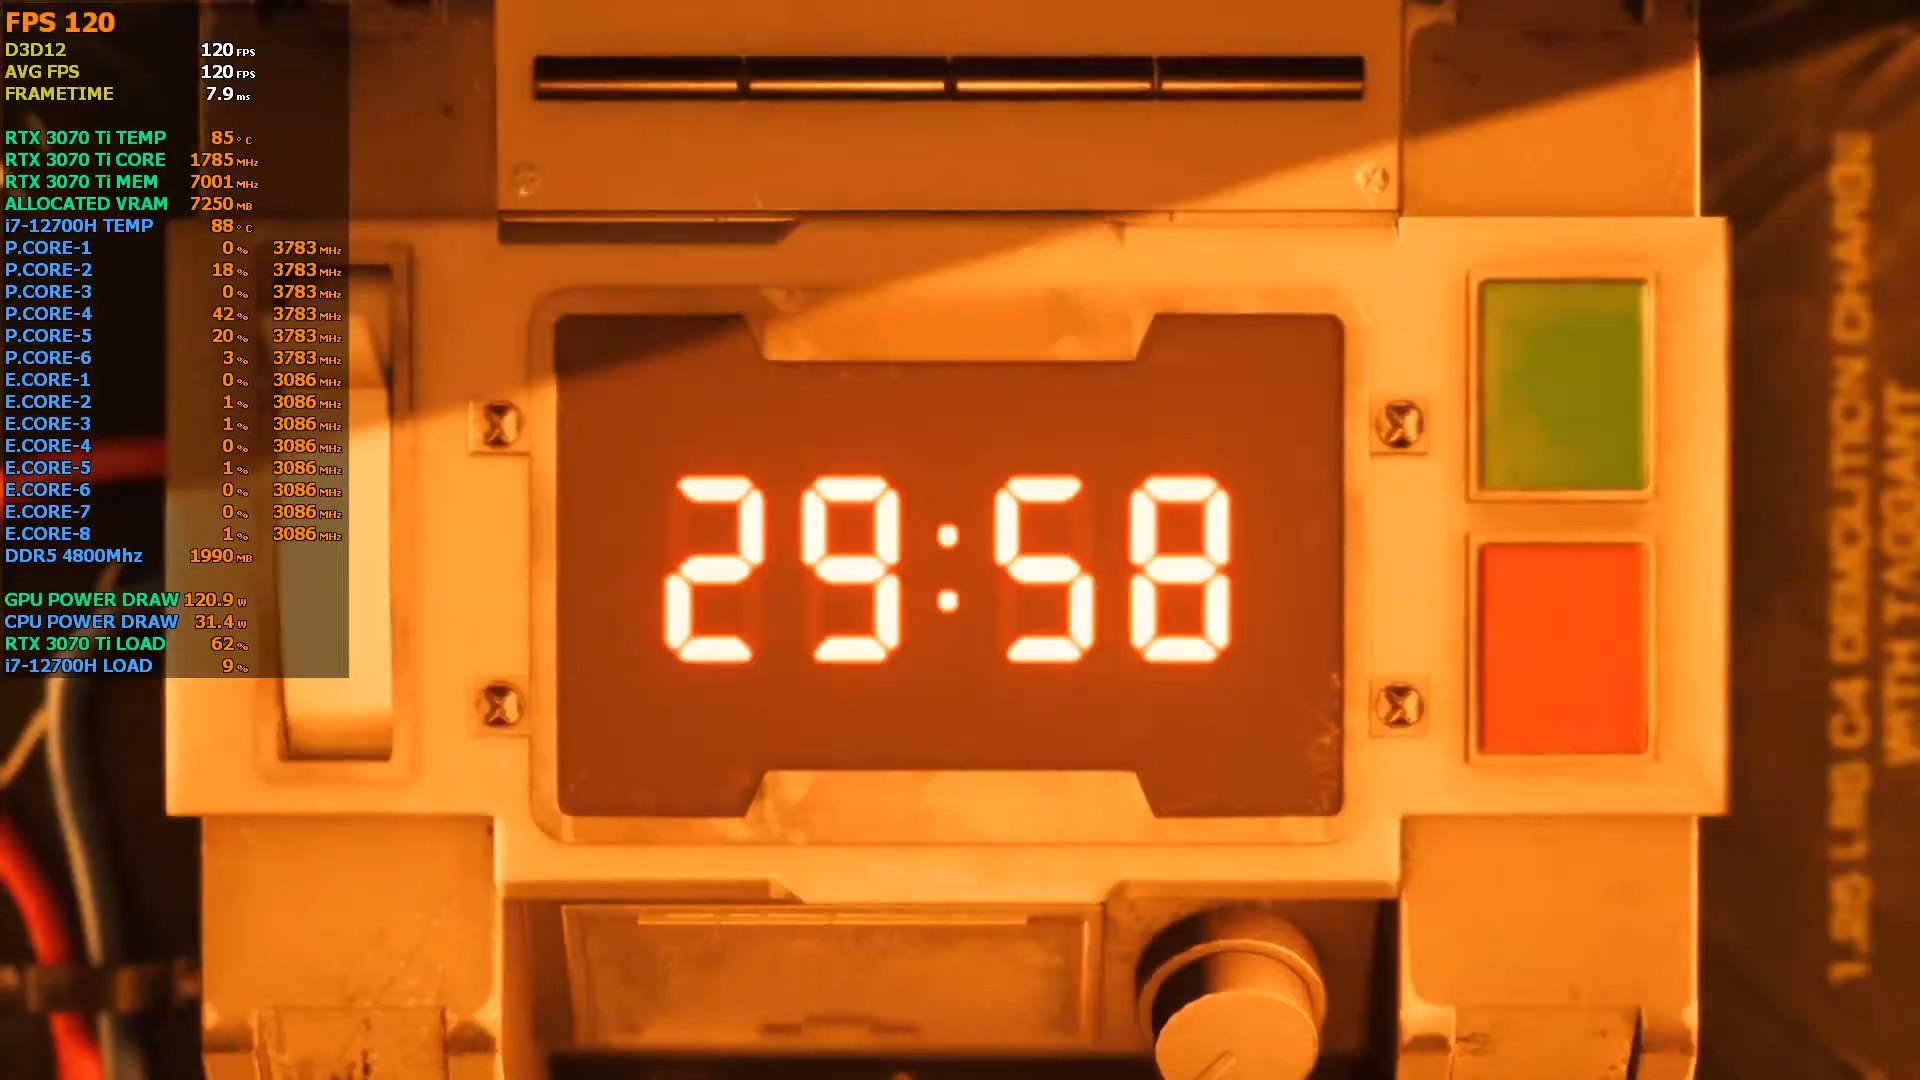 FPS 120
D3D12 120 FPS
AVG FPS 120 FPS
FRAMETIME 7.9 ms
RTX 3070 Ti TEMP 85 °C
RTX 3070 Ti CORE 1785 MHz
RTX 3070 Ti MEM 7001 MHz
ALLOCATED VRAM 7250 MB
i7-12700H TEMP 88 °C
P.CORE-1 0 % 3783 MHz
P.CORE-2 18 % 3783 MHz
P.CORE-3 0 % 3783 MHz
P.CORE-4 42 % 3783 MHz
P.CORE-5 20 % 3783 MHz
P.CORE-6 3 % 3783 MHz
E.CORE-1 0 % 3086 MHz
E.CORE-2 1 % 3086 MHz
E.CORE-3 1 % 3086 MHz
E.CORE-4 0 % 3086 MHz
E.CORE-5 1 % 3086 MHz
E.CORE-6 0 % 3086 MHz
E.CORE-7 0 % 3086 MHz
E.CORE-8 1 % 3086 MHz
DDR5 4800Mhz 1990 MB
GPU POWER DRAW 120.9 W
CPU POWER DRAW 31.4 W
RTX 3070 Ti LOAD 62 %
i7-12700H LOAD 9 %
29:58
1.25 LBS C4 DEMOLITION CHARGE
WITH TAGGANT